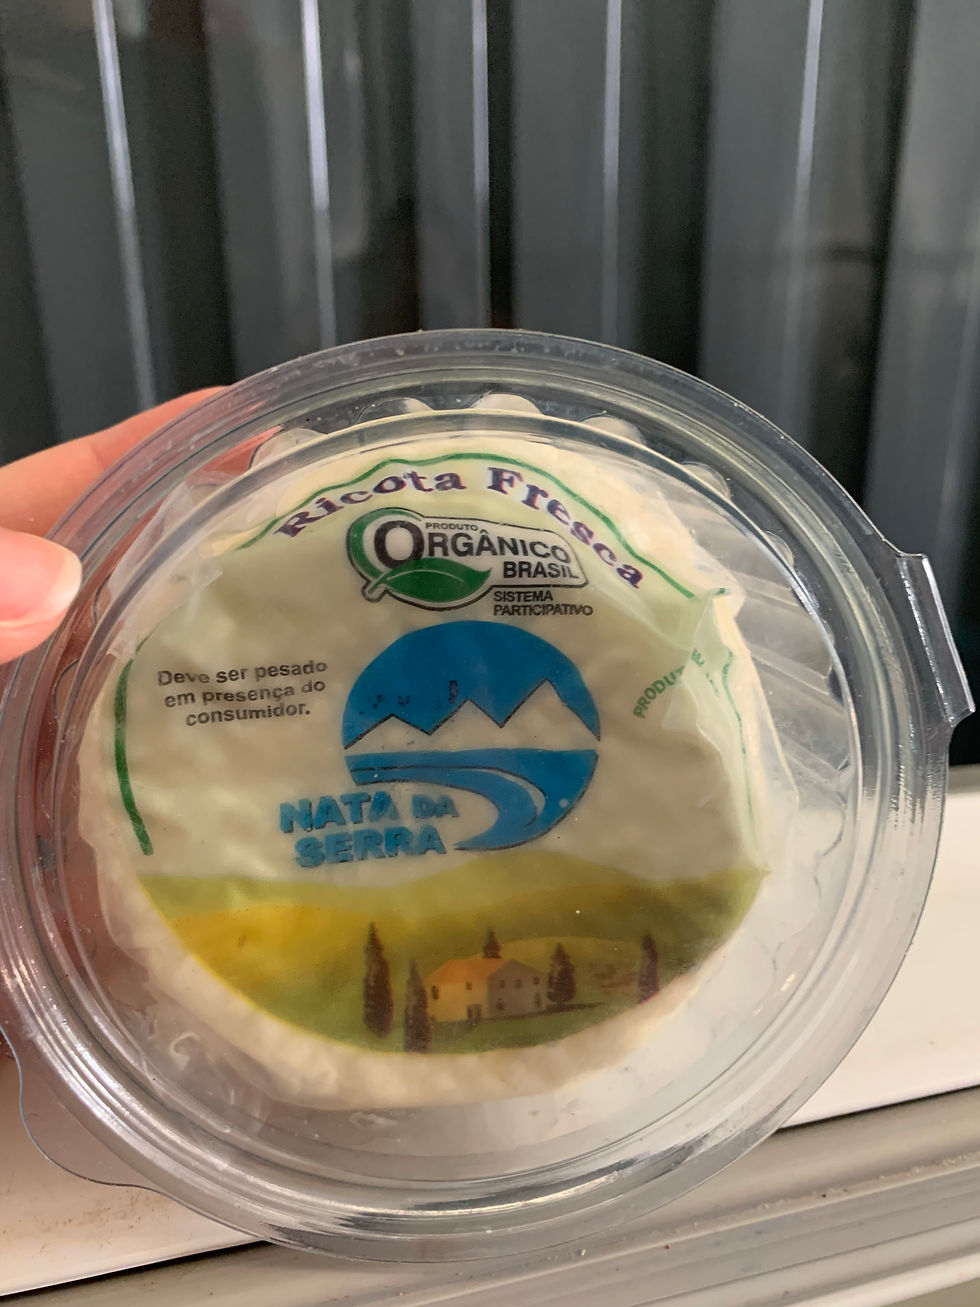 Ricota Fresca
PRODUTO
ORGÂNICO
BRASIL
SISTEMA
PARTICIPATIVO
Deve ser pesado
em presença do
consumidor.
NATA DA
SERRA